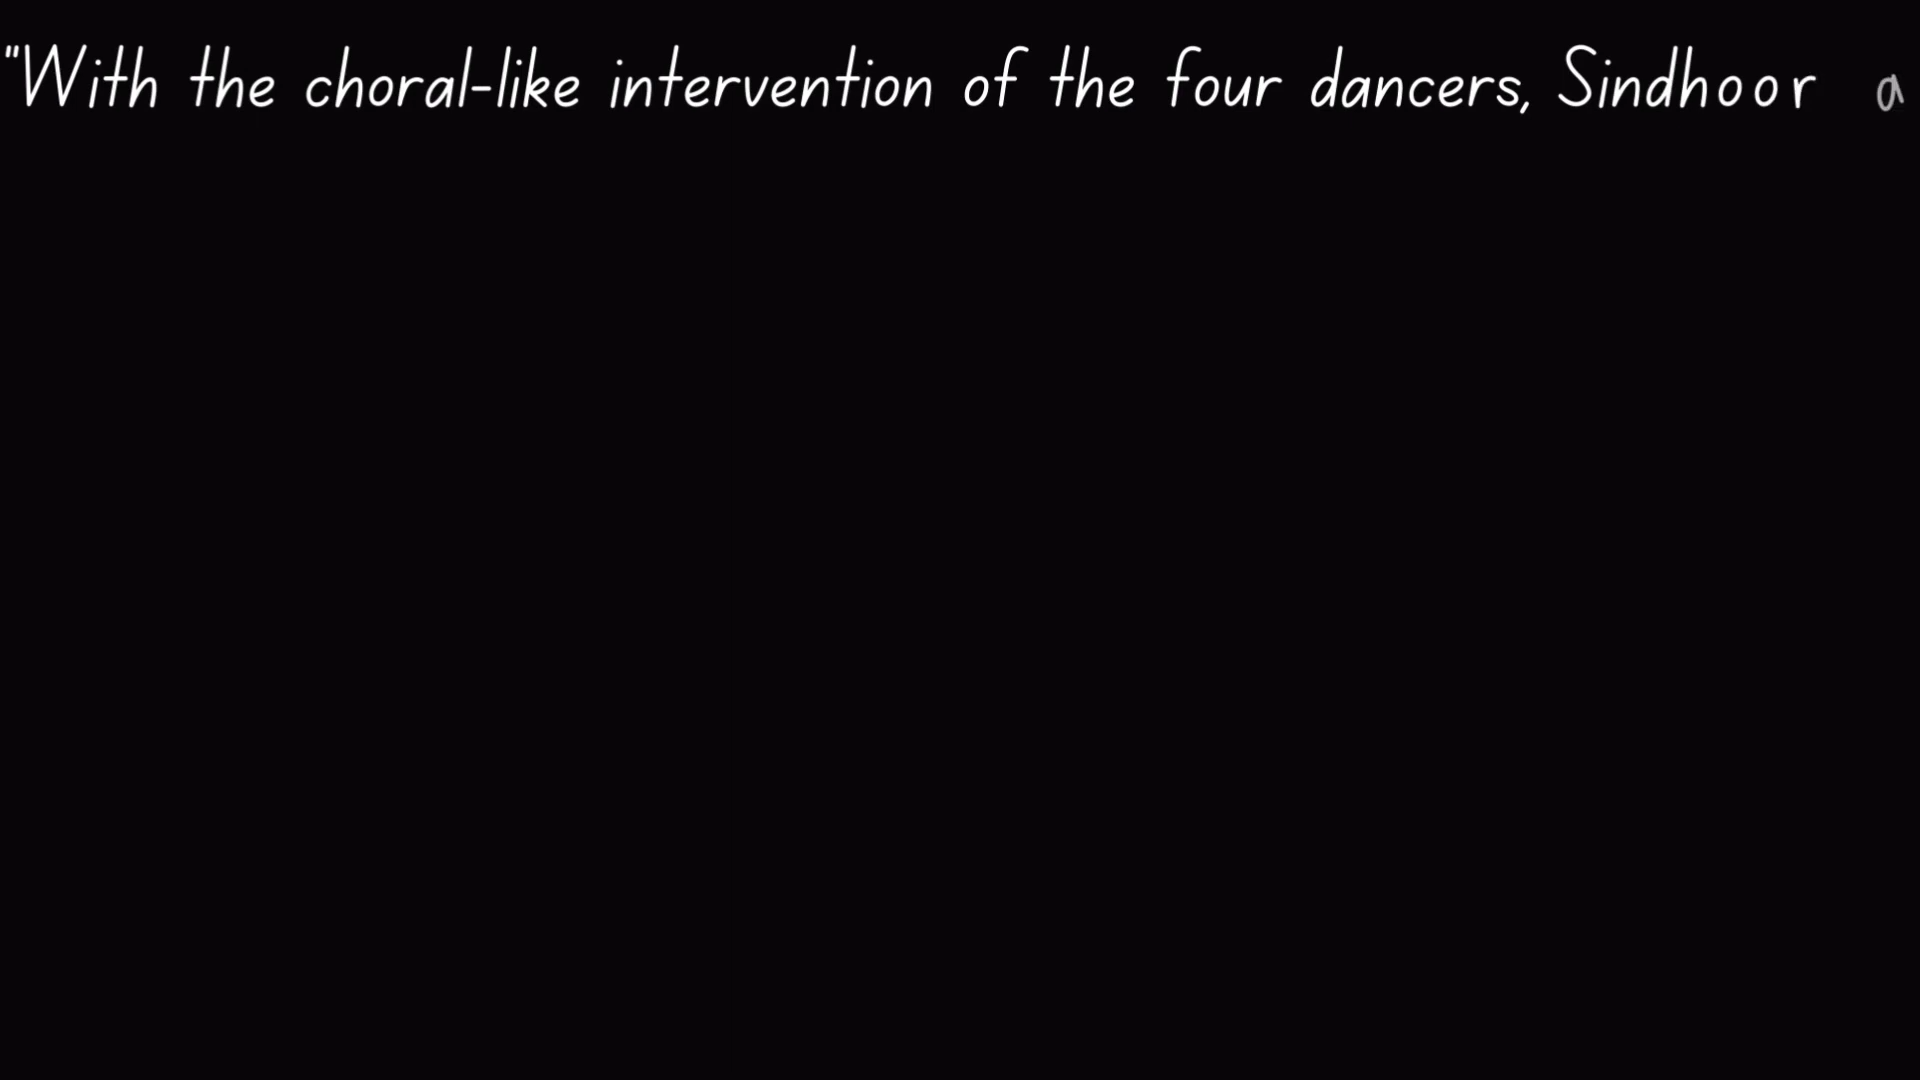 "With the choral-like intervention of the four dancers, Sindhoor a